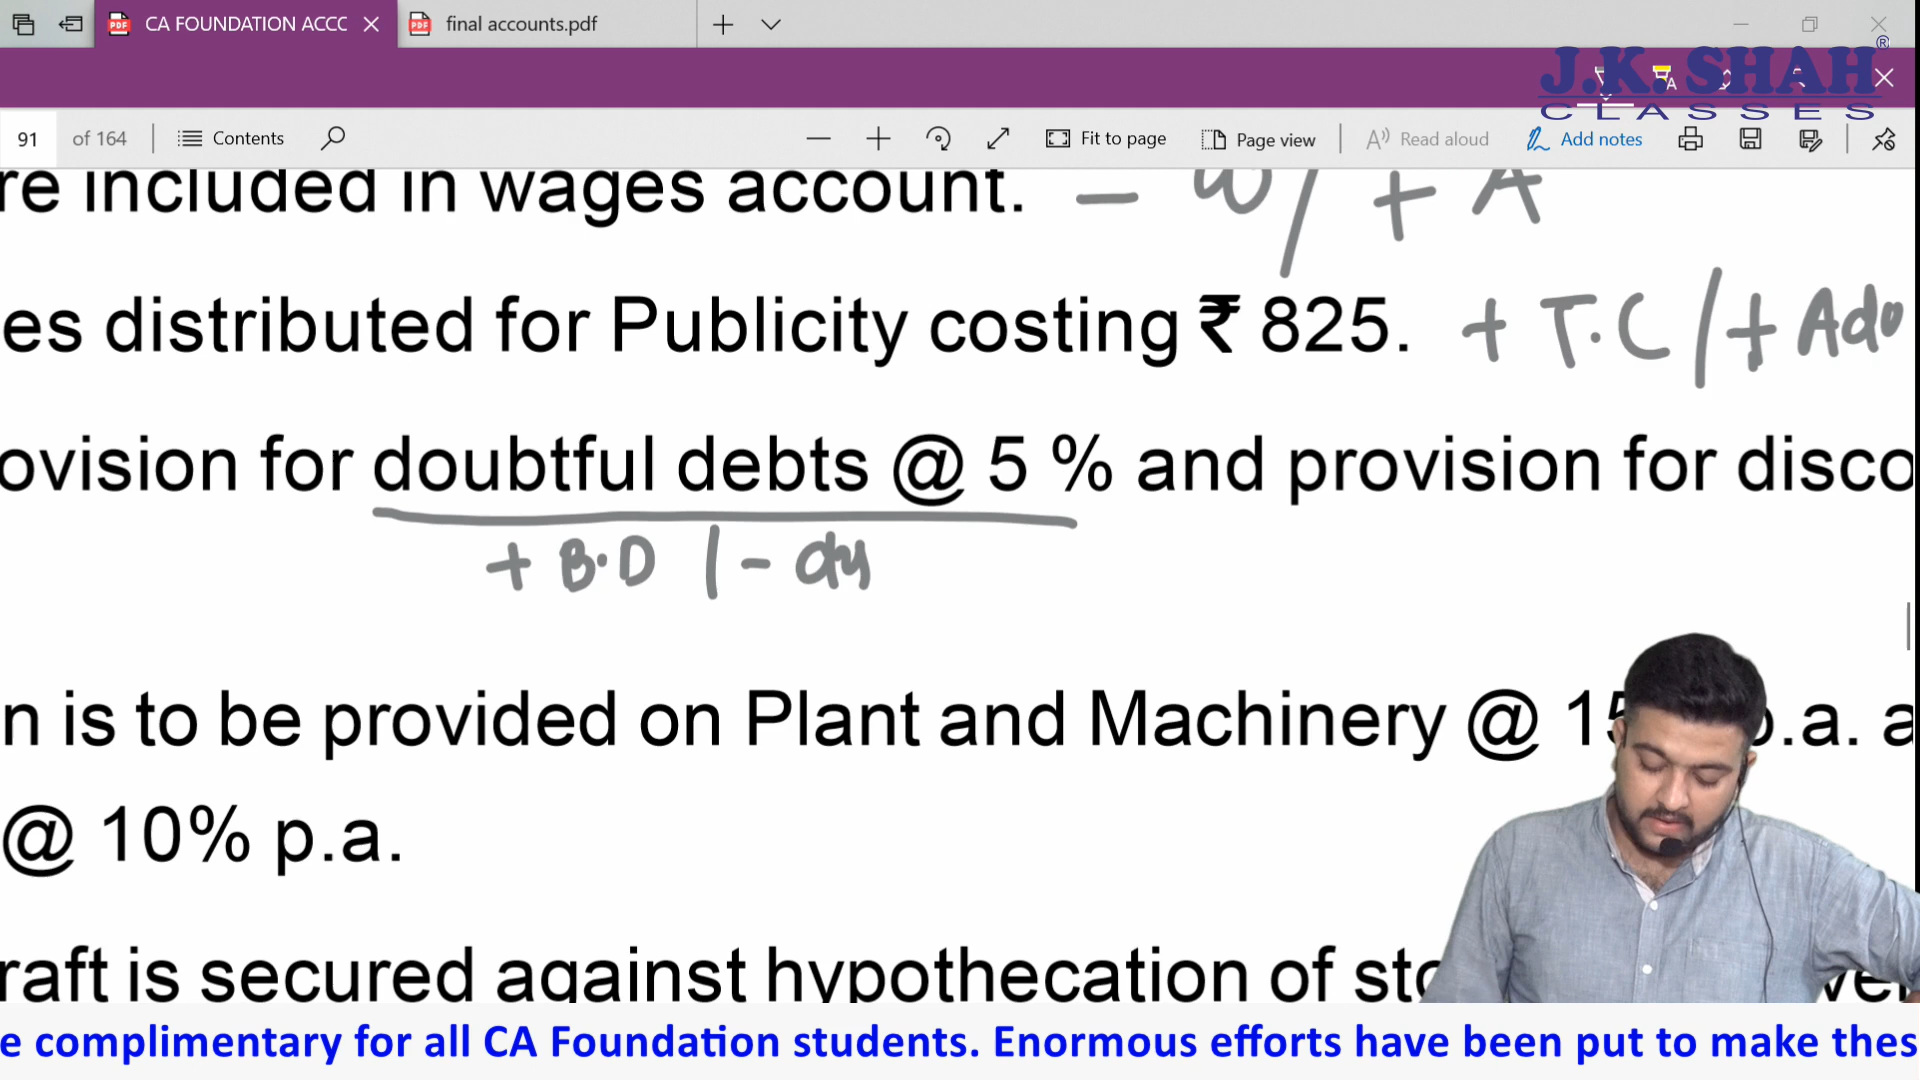 CA FOUNDATION ACCC
final accounts.pdf
J.K. SHAH®
CLASSES
91 of 164
Contents
Fit to page
Page view
Read aloud
Add notes
re included in wages account. - W/ + A
es distributed for Publicity costing ₹ 825. + T.C/+ Adv
ovision for doubtful debts @ 5 % and provision for disco
+ B.D | -
n is to be provided on Plant and Machinery @ 15 p.a. a
@ 10% p.a.
raft is secured against hypothecation of sto
e complimentary for all CA Foundation students. Enormous efforts have been put to make thes